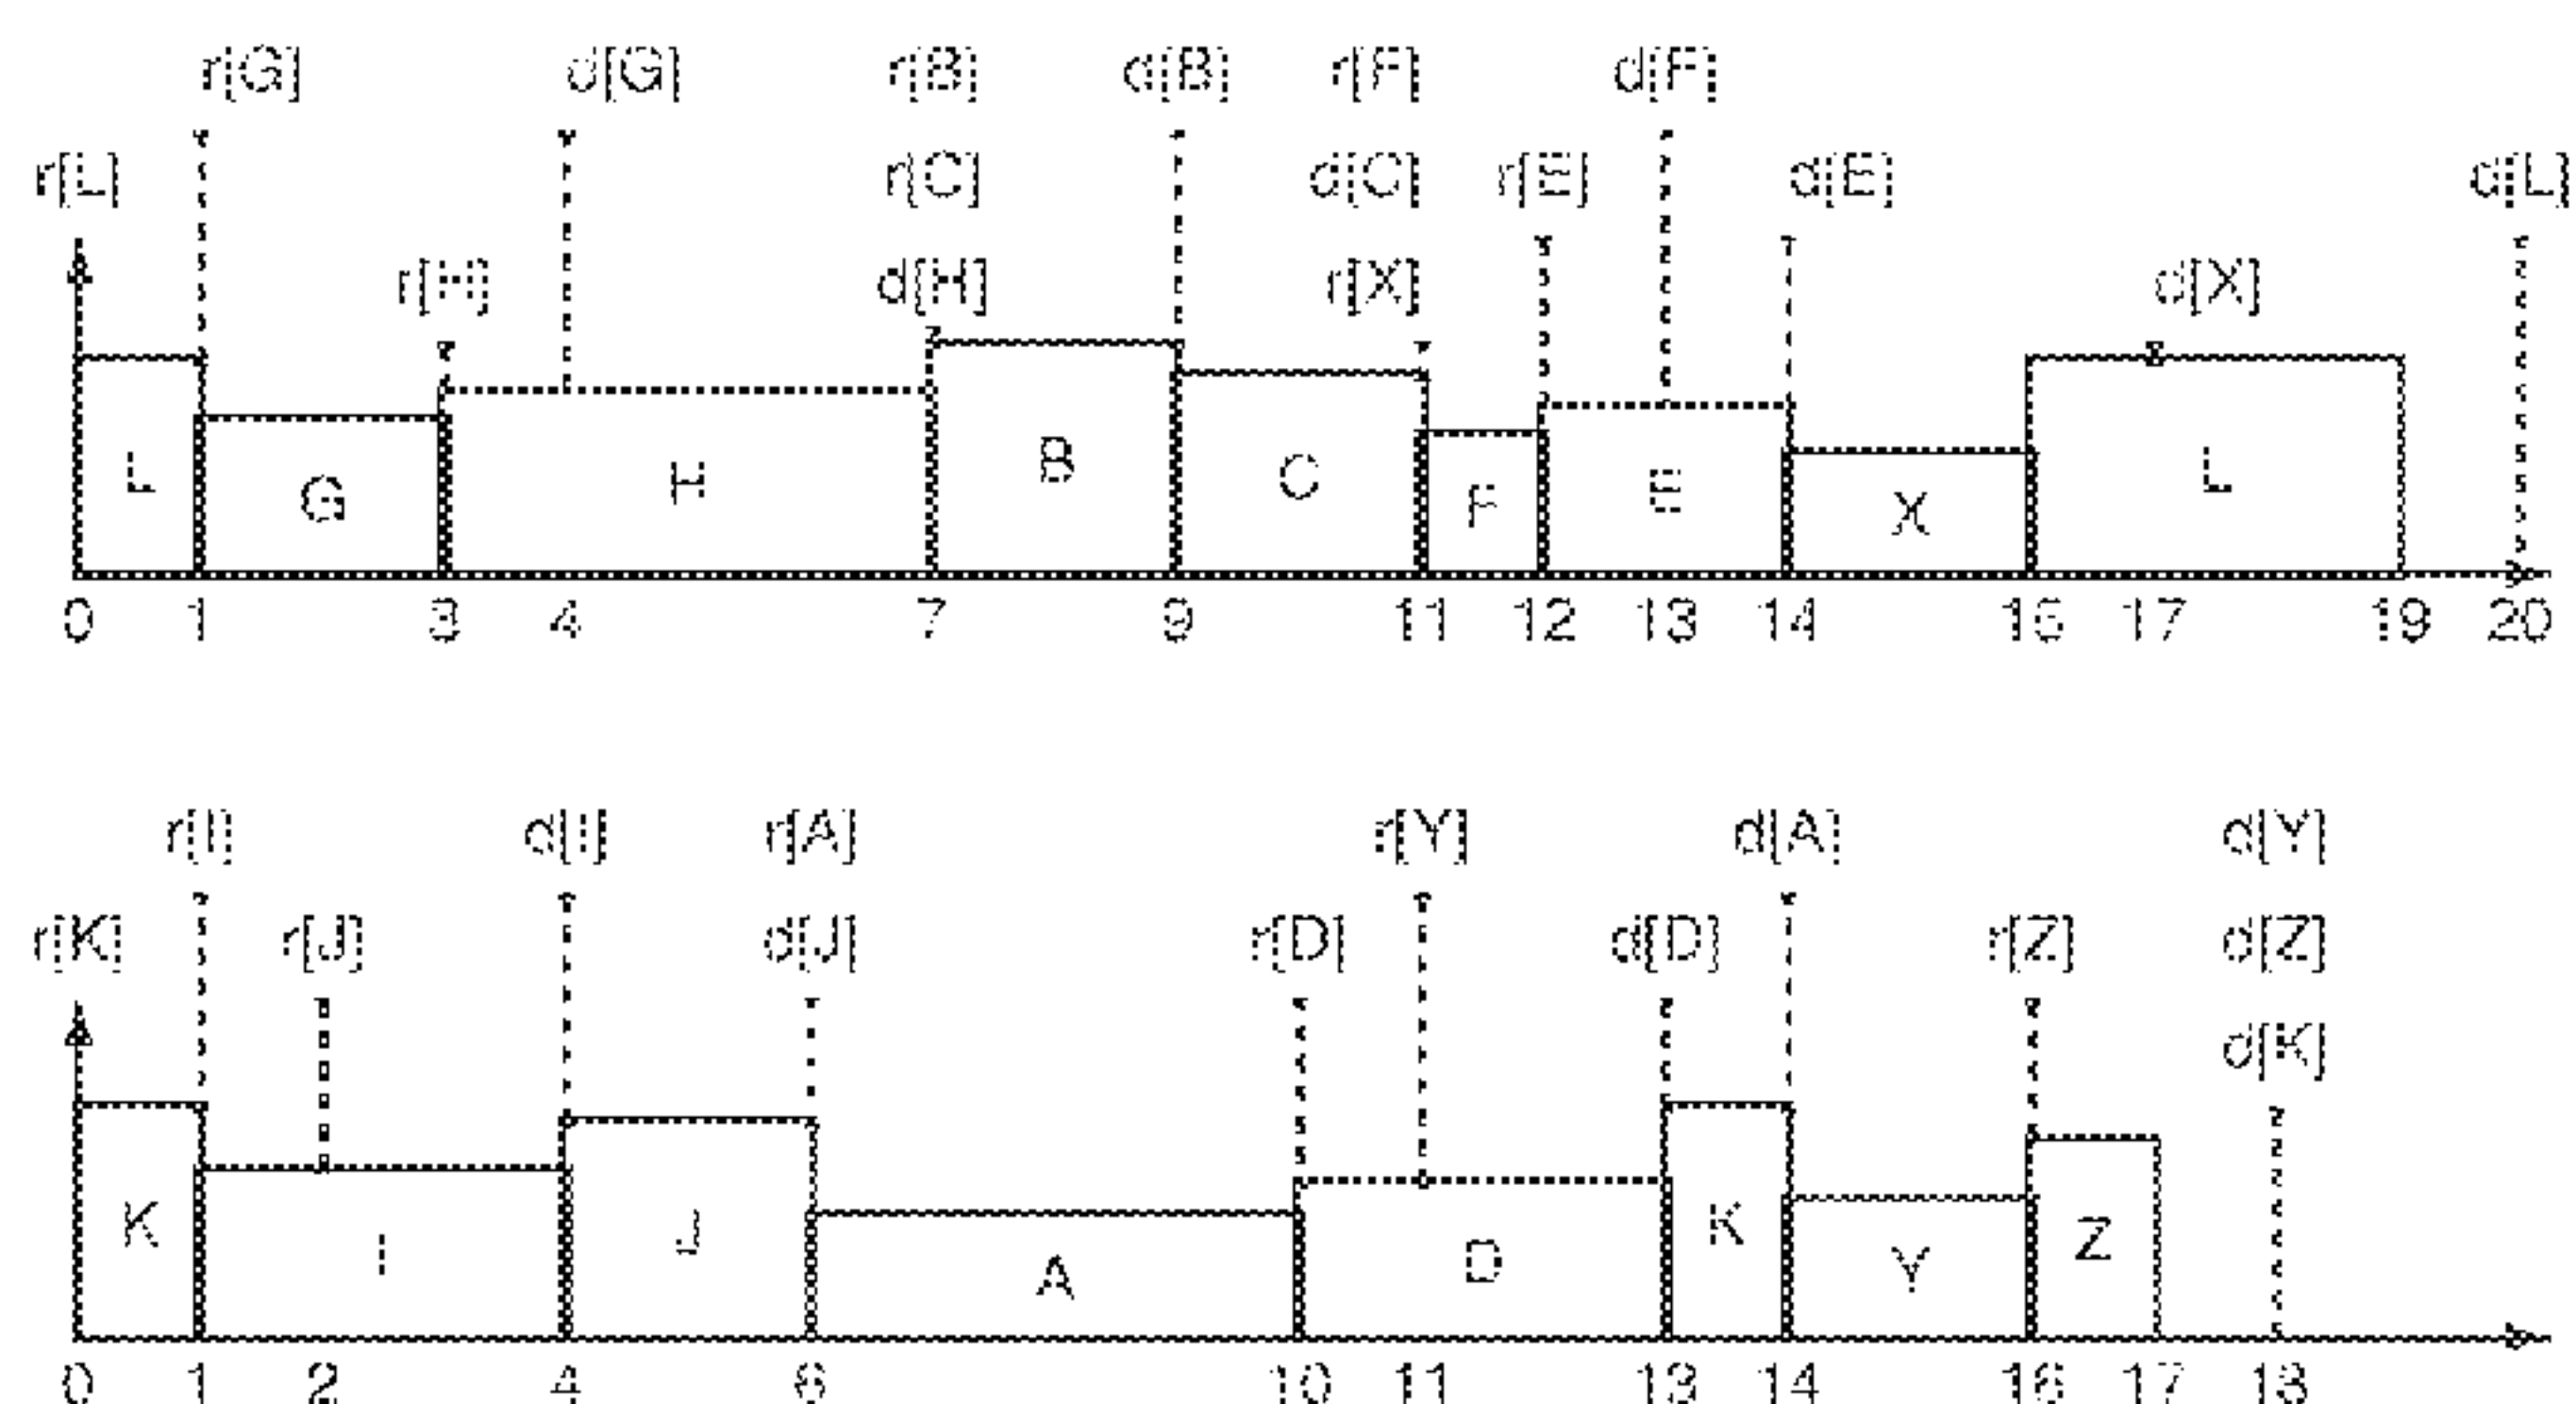 r[G] d[G] r[B] d[B] r[F] d[F]
r[L] r[C] d[C] r[E] d[E] d[L]
r[H] d[H] r[X] d[X]
L G H B C F E X L
0 1 3 4 7 9 11 12 13 14 16 17 19 20
r[I] d[I] r[A] r[Y] d[A] d[Y]
r[K] r[J] d[J] r[D] d[D] r[Z] d[Z]
d[K]
K I J A D K Y Z
0 1 2 4 6 10 11 13 14 16 17 18